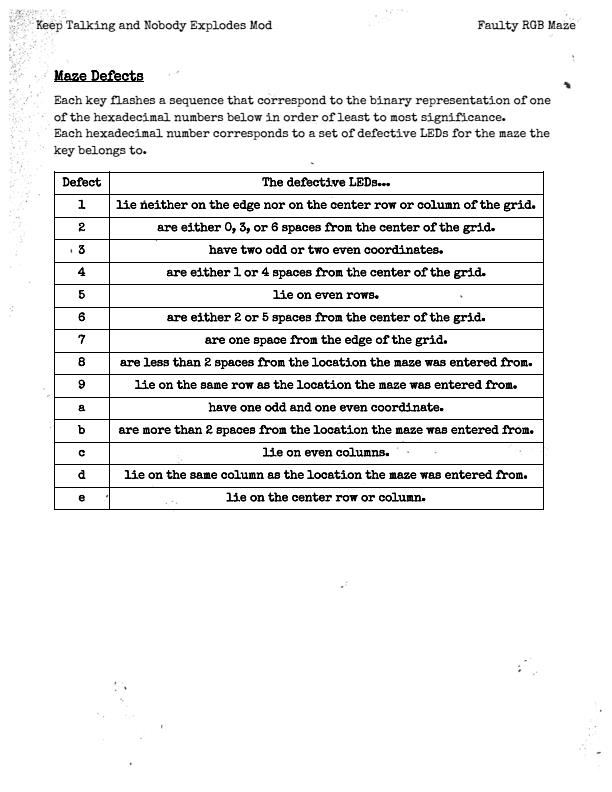 Keep Talking and Nobody Explodes Mod Faulty RGB Maze
Maze Defects
Each key flashes a sequence that correspond to the binary representation of one
of the hexadecimal numbers below in order of least to most significance.
Each hexadecimal number corresponds to a set of defective LEDs for the maze the
key belongs to.
Defect The defective LEDs...
1 lie neither on the edge nor on the center row or column of the grid.
2 are either 0, 3, or 6 spaces from the center of the grid.
3 have two odd or two even coordinates.
4 are either 1 or 4 spaces from the center of the grid.
5 lie on even rows.
6 are either 2 or 5 spaces from the center of the grid.
7 are one space from the edge of the grid.
8 are less than 2 spaces from the location the maze was entered from.
9 lie on the same row as the location the maze was entered from.
a have one odd and one even coordinate.
b are more than 2 spaces from the location the maze was entered from.
c lie on even columns.
d lie on the same column as the location the maze was entered from.
e lie on the center row or column.